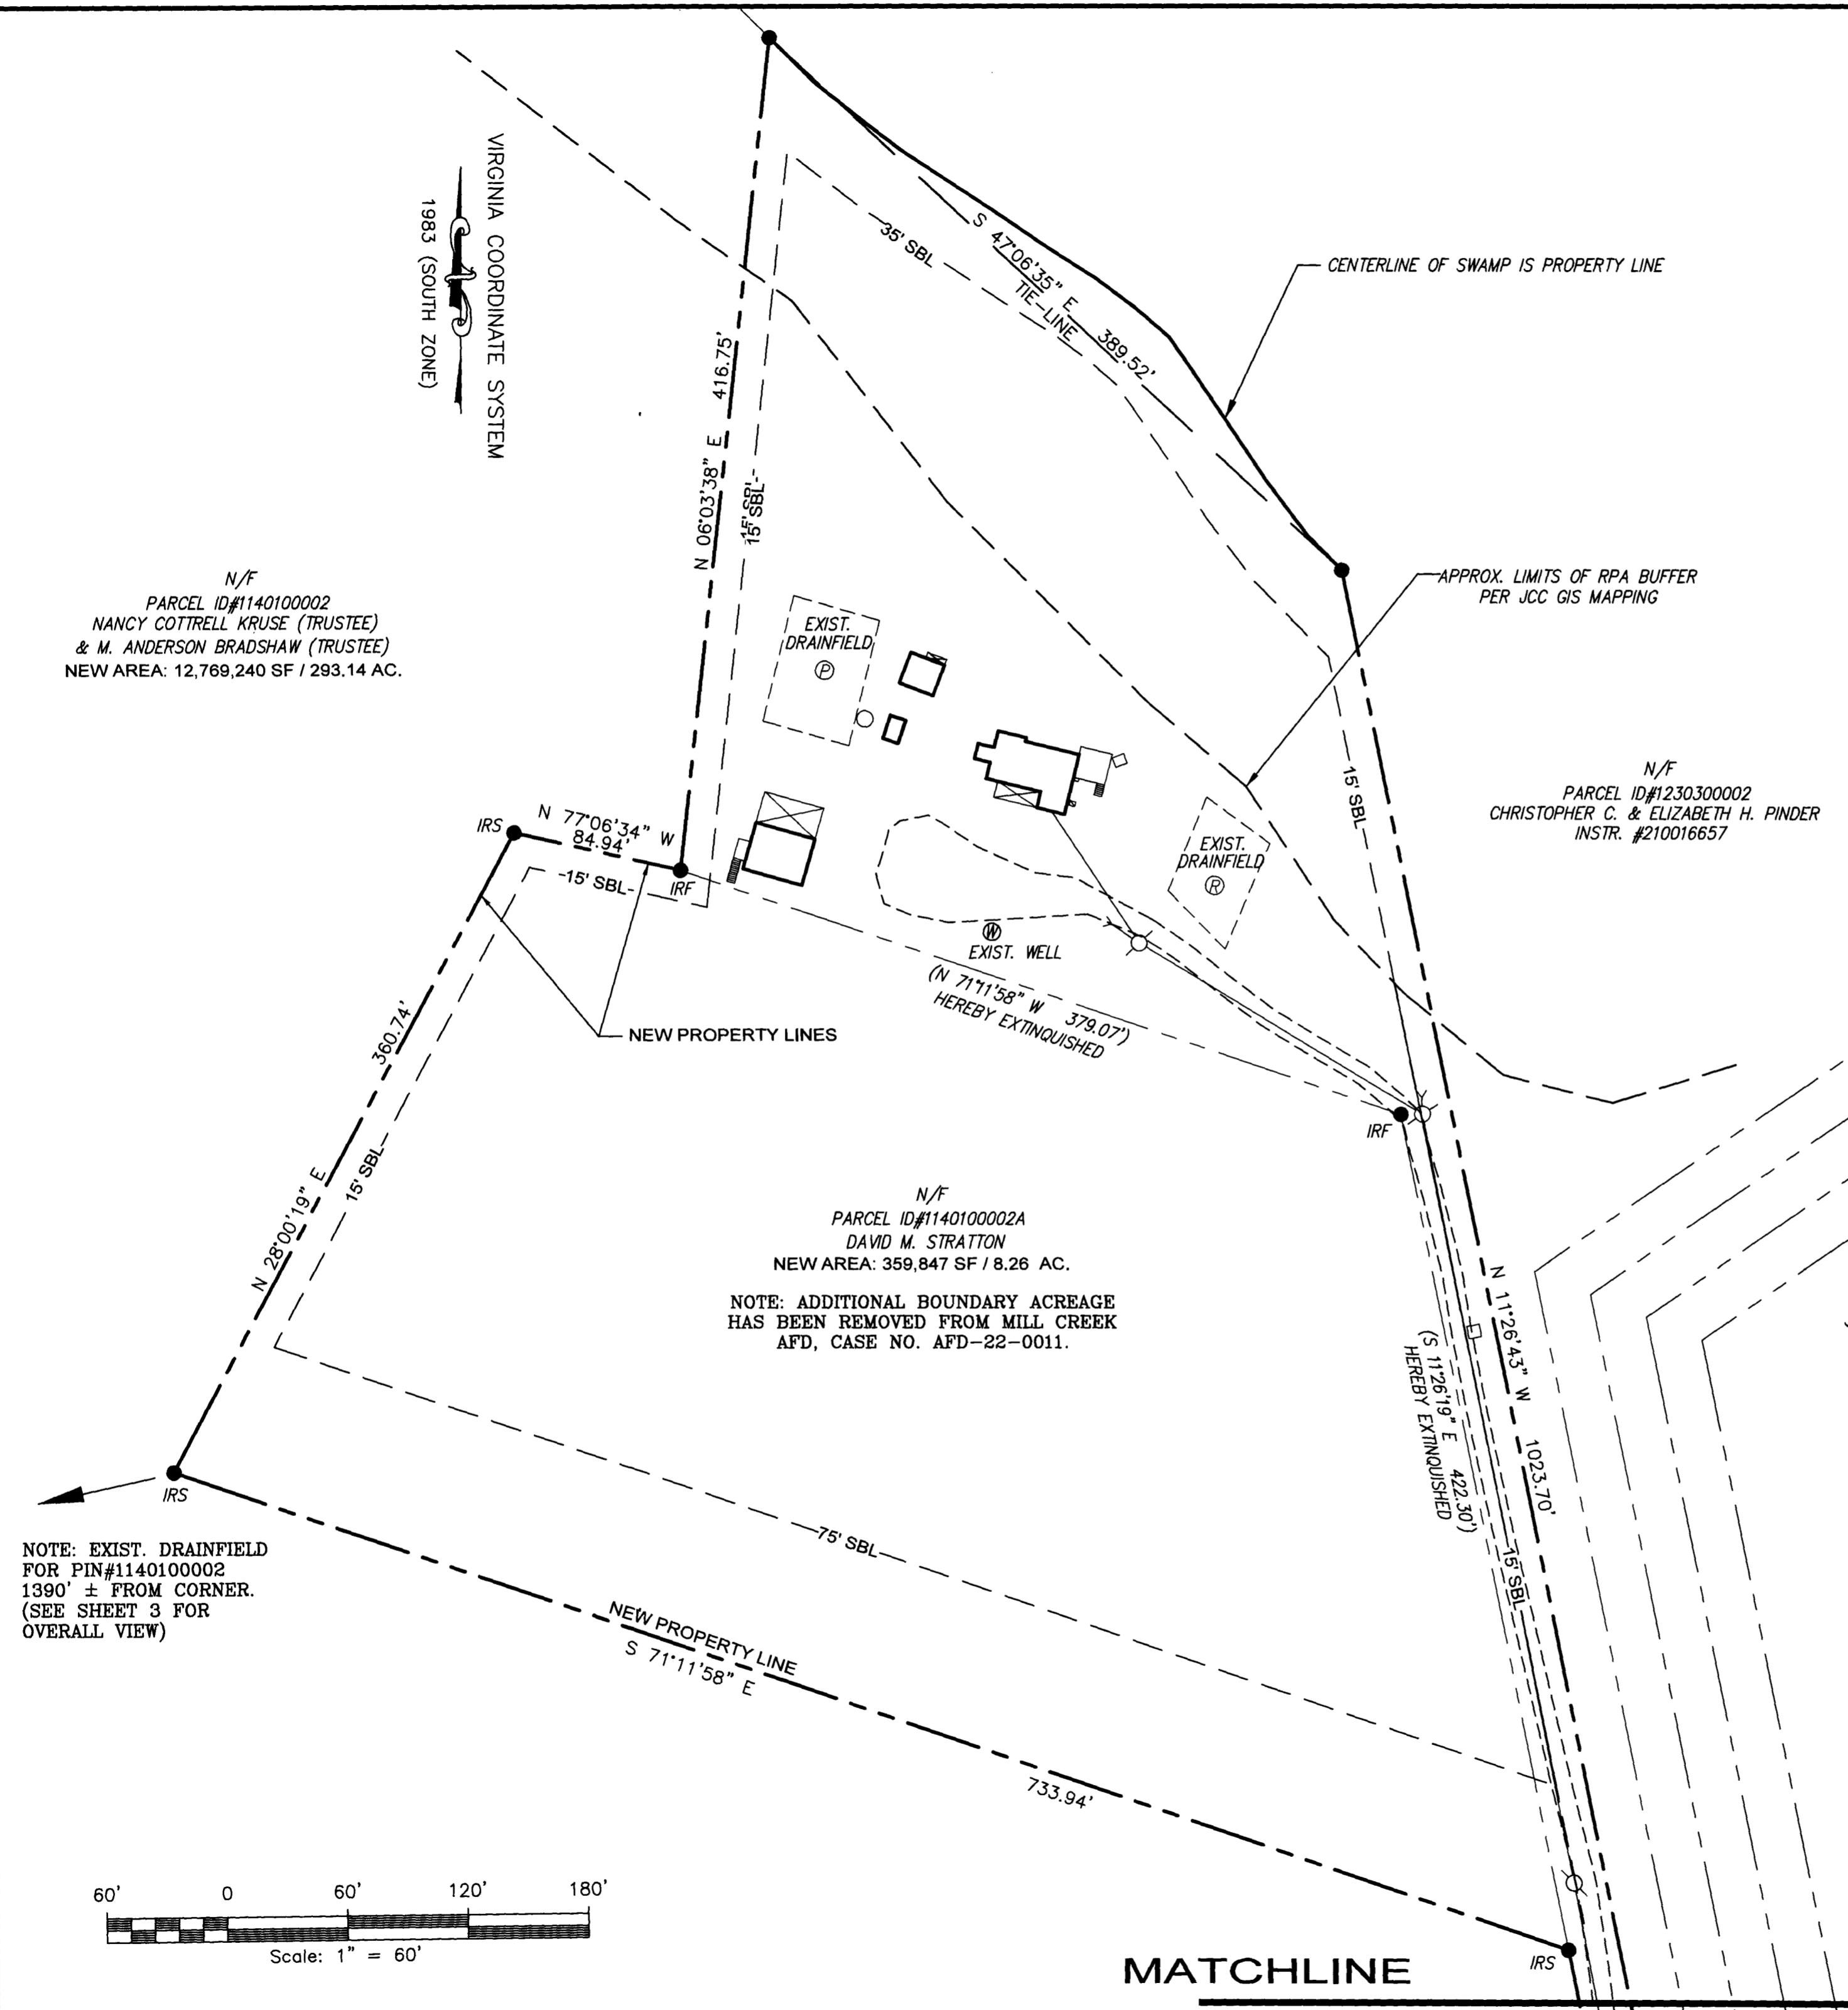 VIRGINIA COORDINATE SYSTEM
1983 (SOUTH ZONE)
S 47°06'35" E 389.52'
TIE-LINE
35' SBL
CENTERLINE OF SWAMP IS PROPERTY LINE
N 06°03'38" E 416.75'
15' SBL
15' SBL
APPROX. LIMITS OF RPA BUFFER
PER JCC GIS MAPPING
N/F
PARCEL ID#1140100002
NANCY COTTRELL KRUSE (TRUSTEE)
& M. ANDERSON BRADSHAW (TRUSTEE)
NEW AREA: 12,769,240 SF / 293.14 AC.
EXIST.
DRAINFIELD
P
15' SBL
N/F
PARCEL ID#1230300002
CHRISTOPHER C. & ELIZABETH H. PINDER
INSTR. #210016657
IRS
N 77°06'34" W
84.94'
15' SBL
IRF
EXIST.
DRAINFIELD
R
W
EXIST. WELL
(N 71°11'58" W 379.07')
HEREBY EXTINQUISHED
NEW PROPERTY LINES
N 28°00'19" E 360.74'
15' SBL
IRF
N/F
PARCEL ID#1140100002A
DAVID M. STRATTON
NEW AREA: 359,847 SF / 8.26 AC.
NOTE: ADDITIONAL BOUNDARY ACREAGE
HAS BEEN REMOVED FROM MILL CREEK
AFD, CASE NO. AFD-22-0011.
N 11°26'43" W 1023.70'
(S 11°26'19" E 422.30')
HEREBY EXTINQUISHED
15' SBL
IRS
NOTE: EXIST. DRAINFIELD
FOR PIN#1140100002
1390' ± FROM CORNER.
(SEE SHEET 3 FOR
OVERALL VIEW)
75' SBL
NEW PROPERTY LINE
S 71°11'58" E
733.94'
60' 0 60' 120' 180'
Scale: 1" = 60'
IRS
MATCHLINE